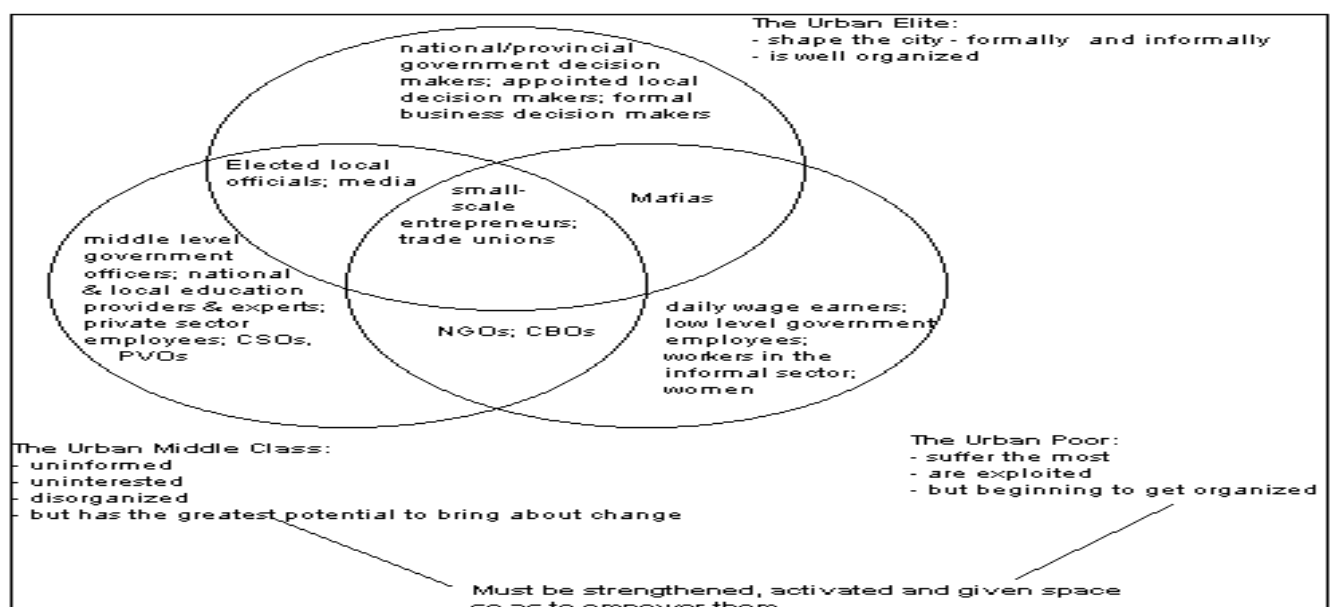 The Urban Elite:
- shape the city - formally and informally
- is well organized
national/provincial
government decision
makers; appointed local
decision makers; formal
business decision makers
Elected local
officials; media
small-
scale
entrepreneurs;
trade unions
Mafias
middle level
government
officers; national
& local education
providers & experts;
private sector
employees; CSOs,
PVOs
NGOs; CBOs
daily wage earners;
low level government
employees;
workers in the
informal sector;
women
The Urban Middle Class:
- uninformed
- uninterested
- disorganized
- but has the greatest potential to bring about change
The Urban Poor:
- suffer the most
- are exploited
- but beginning to get organized
Must be strengthened, activated and given space
so as to empower them